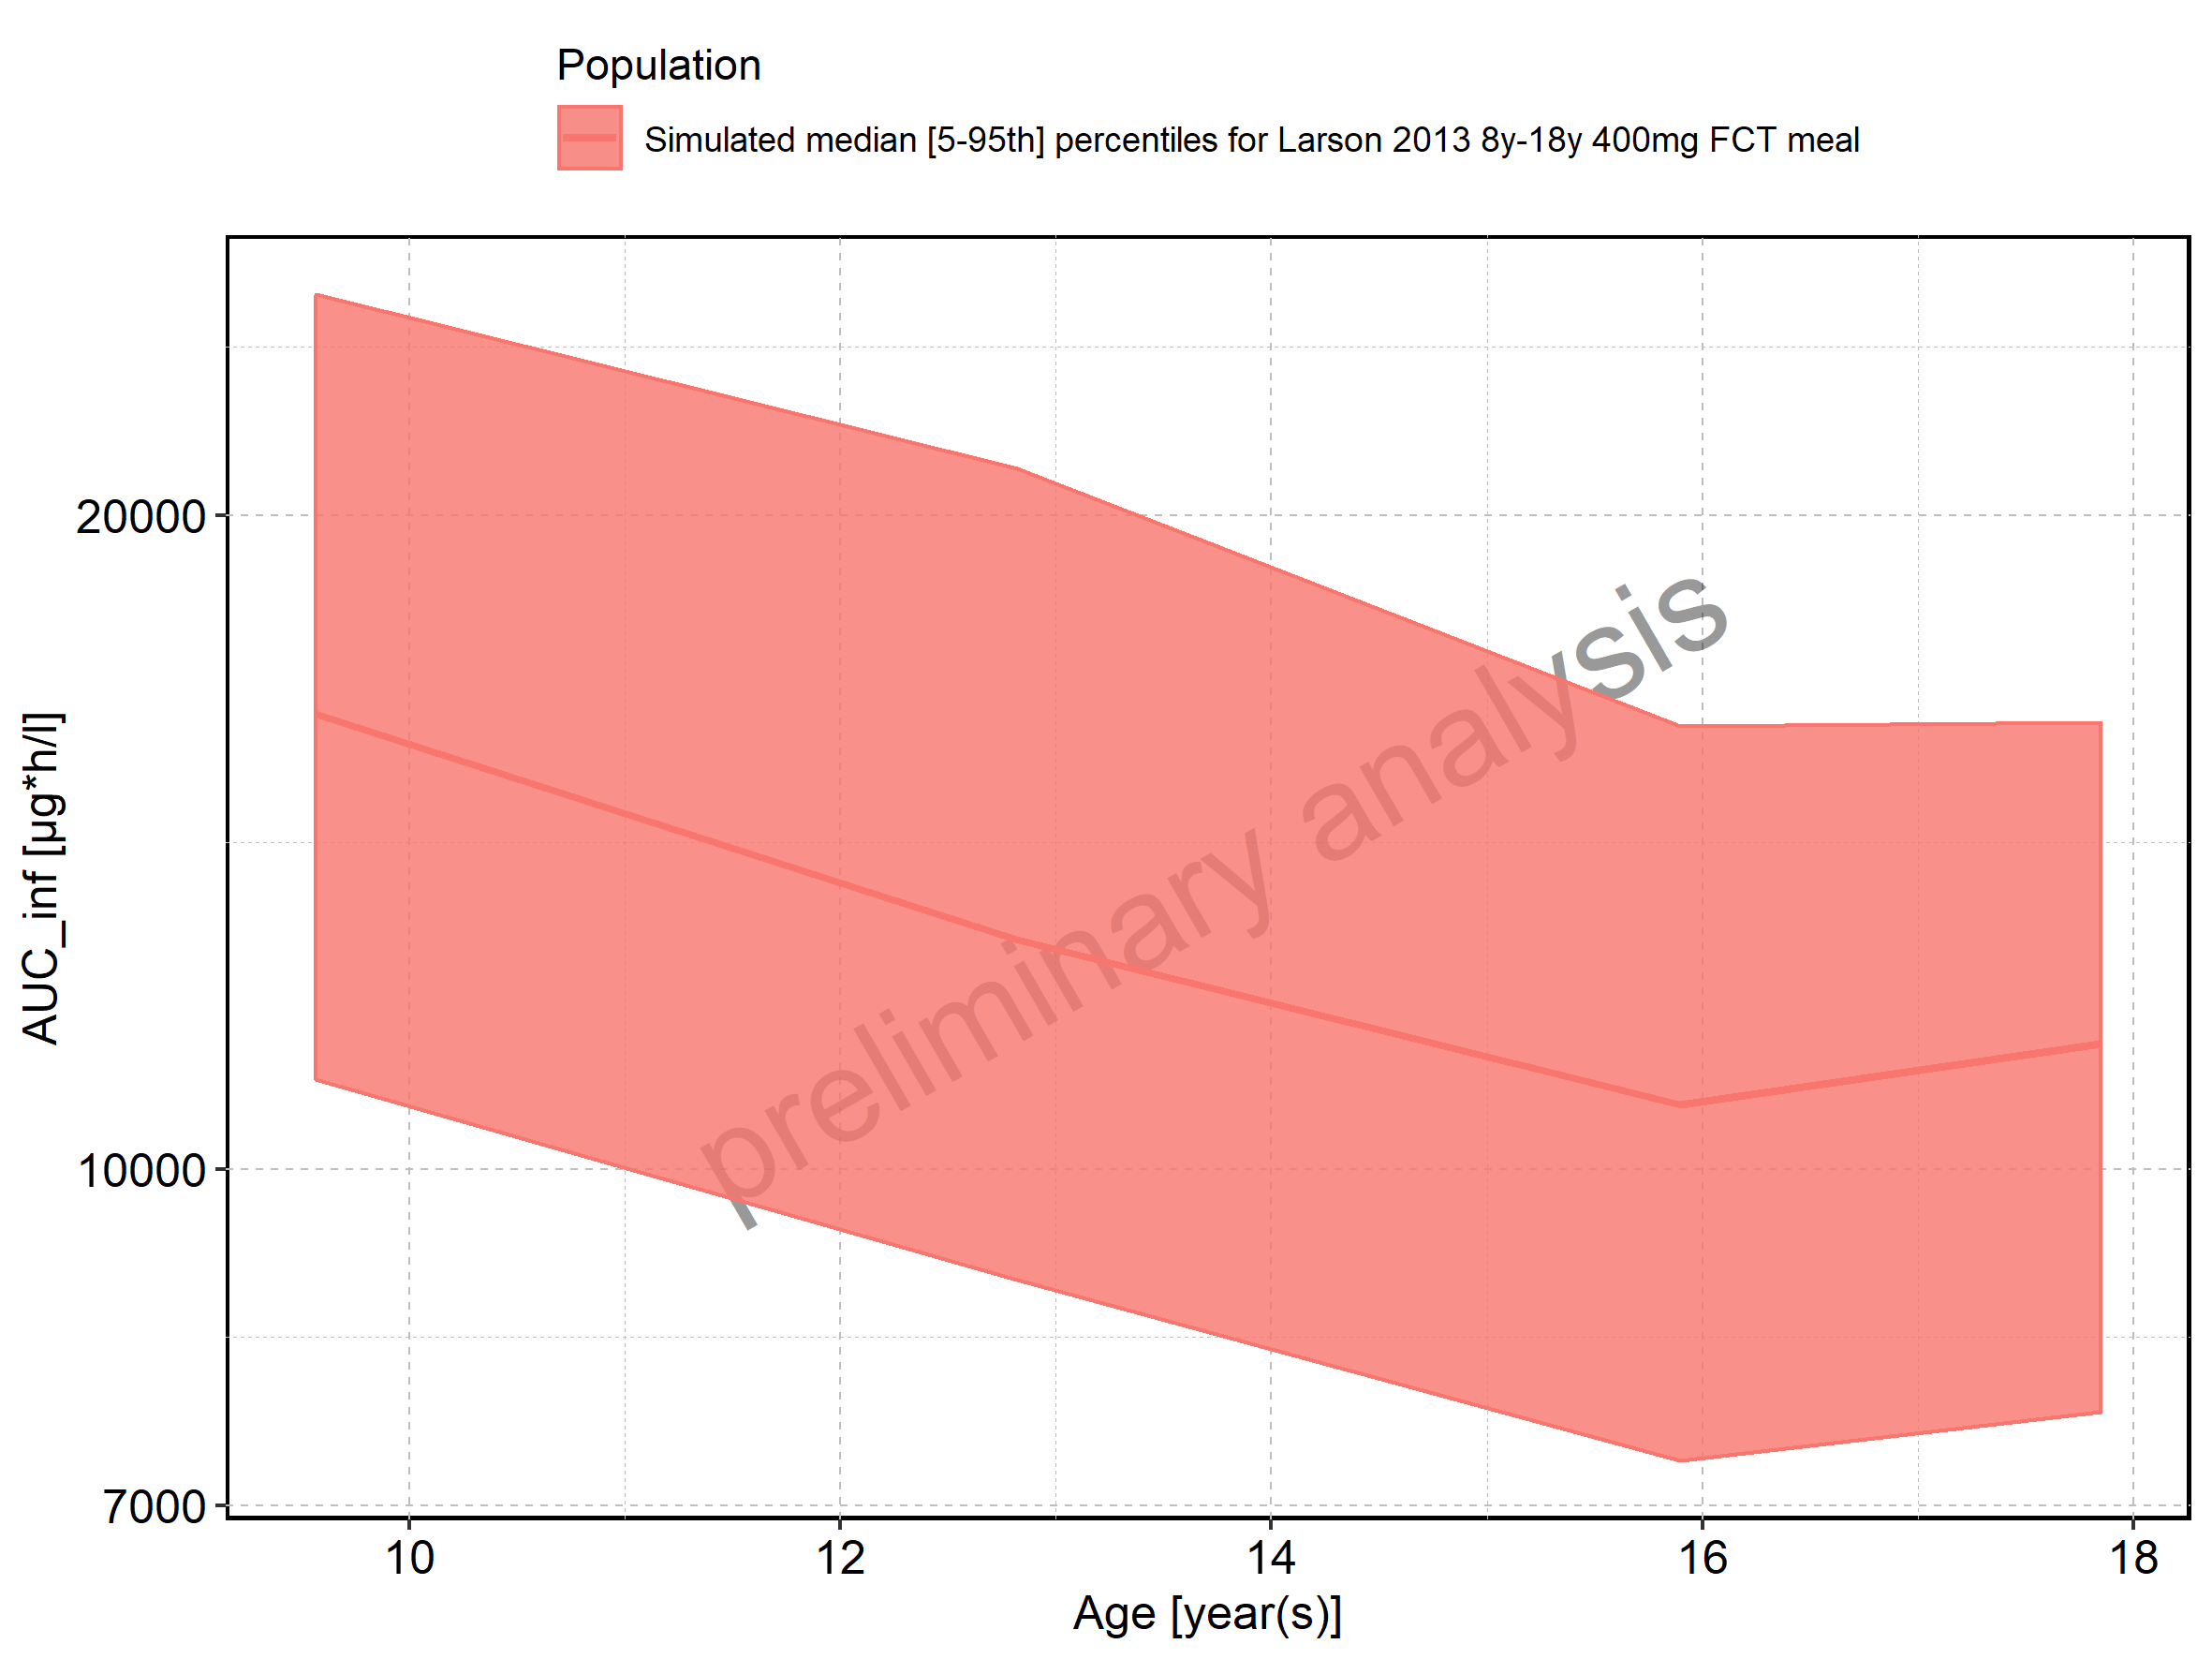 Population
Simulated median [5-95th] percentiles for Larson 2013 8y-18y 400mg FCT meal
AUC_inf [µg*h/l]
20000
10000
7000
preliminary analysis
10 12 14 16 18
Age [year(s)]